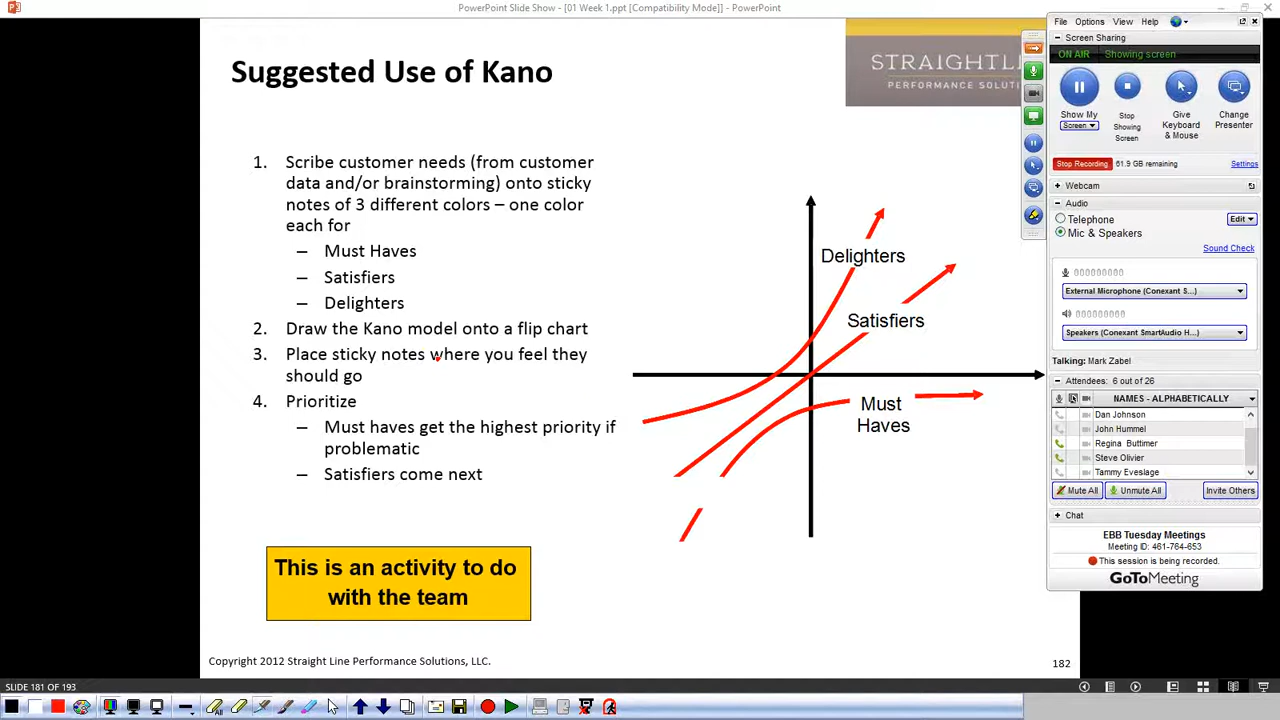 PowerPoint Slide Show - [01 Week 1.ppt [Compatibility Mode]] - PowerPoint
Suggested Use of Kano
STRAIGHTL
PERFORMANCE SOLUTI
1. Scribe customer needs (from customer
data and/or brainstorming) onto sticky
notes of 3 different colors – one color
each for
– Must Haves
– Satisfiers
– Delighters
2. Draw the Kano model onto a flip chart
3. Place sticky notes where you feel they
should go
4. Prioritize
– Must haves get the highest priority if
problematic
– Satisfiers come next
This is an activity to do
with the team
Delighters
Satisfiers
Must
Haves
Copyright 2012 Straight Line Performance Solutions, LLC.
182
SLIDE 181 OF 193
File Options View Help
Screen Sharing
ON AIR Showing screen
Show My
Screen
Stop
Showing
Screen
Give
Keyboard
& Mouse
Change
Presenter
Stop Recording 61.9 GB remaining Settings
Webcam
Audio
Telephone Edit
Mic & Speakers
Sound Check
000000000
External Microphone (Conexant S...)
000000000
Speakers (Conexant SmartAudio H...)
Talking: Mark Zabel
Attendees: 6 out of 26
NAMES - ALPHABETICALLY
Dan Johnson
John Hummel
Regina Buttimer
Steve Olivier
Tammy Eveslage
Mute All Unmute All Invite Others
Chat
EBB Tuesday Meetings
Meeting ID: 461-764-653
This session is being recorded.
GoToMeeting